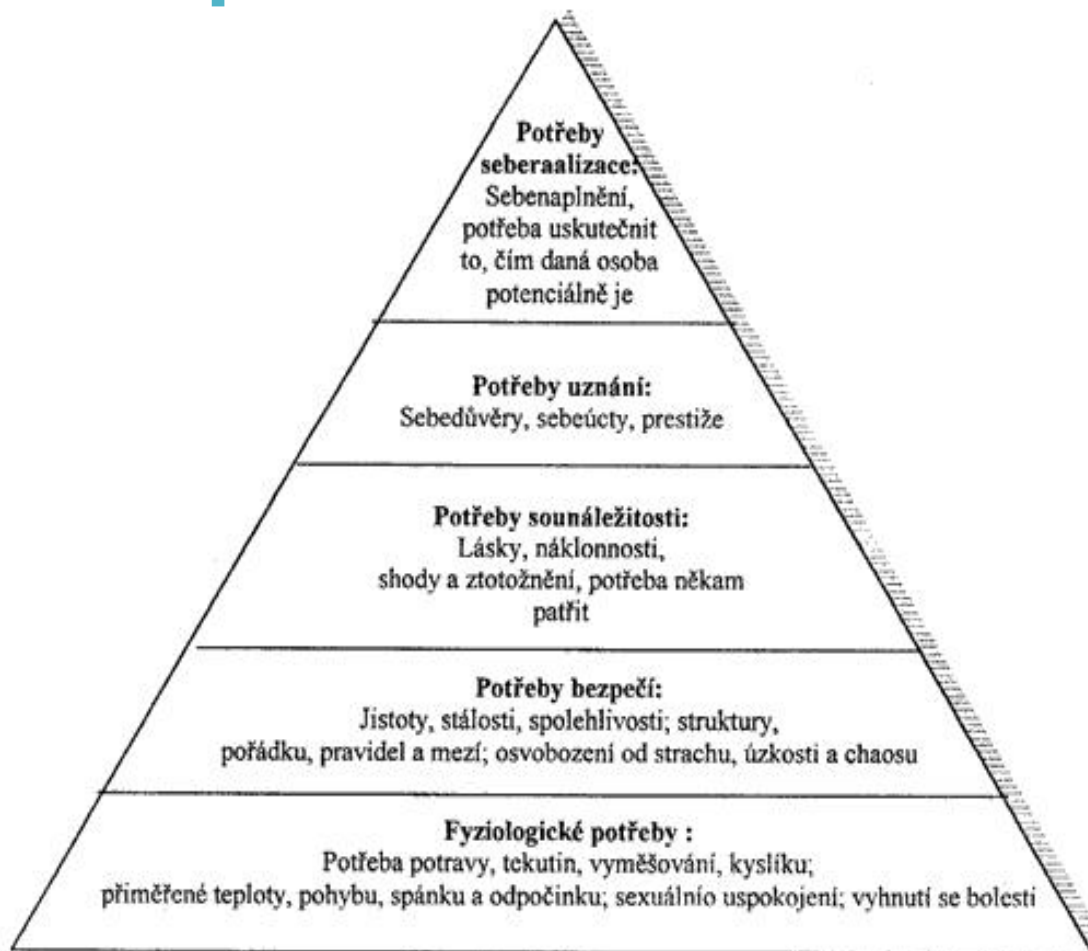 Potřeby
seberaalizace:
Sebenaplnění,
potřeba uskutečnit
to, čím daná osoba
potenciálně je
Potřeby uznání:
Sebedůvěry, sebeúcty, prestiže
Potřeby sounáležitosti:
Lásky, náklonnosti,
shody a ztotožnění, potřeba někam
patřit
Potřeby bezpečí:
Jistoty, stálosti, spolehlivosti; struktury,
pořádku, pravidel a mezí; osvobození od strachu, úzkosti a chaosu
Fyziologické potřeby :
Potřeba potravy, tekutin, vyměšování, kyslíku;
přiměřené teploty, pohybu, spánku a odpočinku; sexuálnío uspokojení; vyhnutí se bolesti